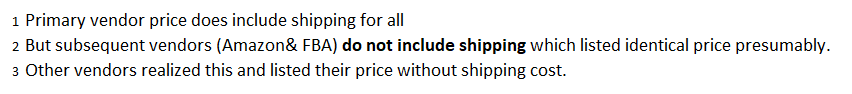 1 Primary vendor price does include shipping for all
2 But subsequent vendors (Amazon& FBA) do not include shipping which listed identical price presumably.
3 Other vendors realized this and listed their price without shipping cost.